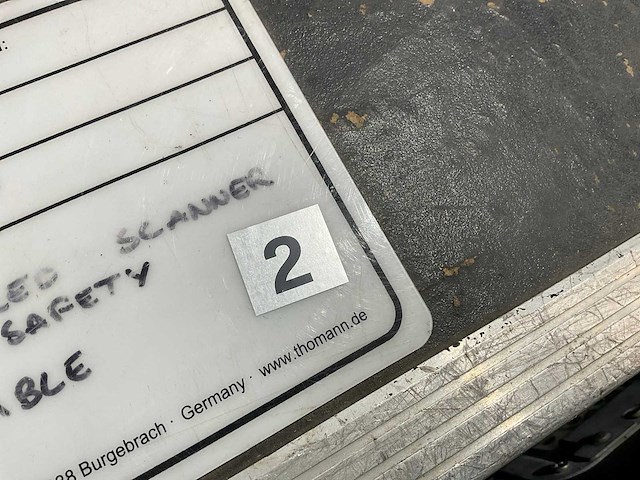 SCANNER
LED
SAFETY
2
BLE
Burgebrach · Germany · www.thomann.de